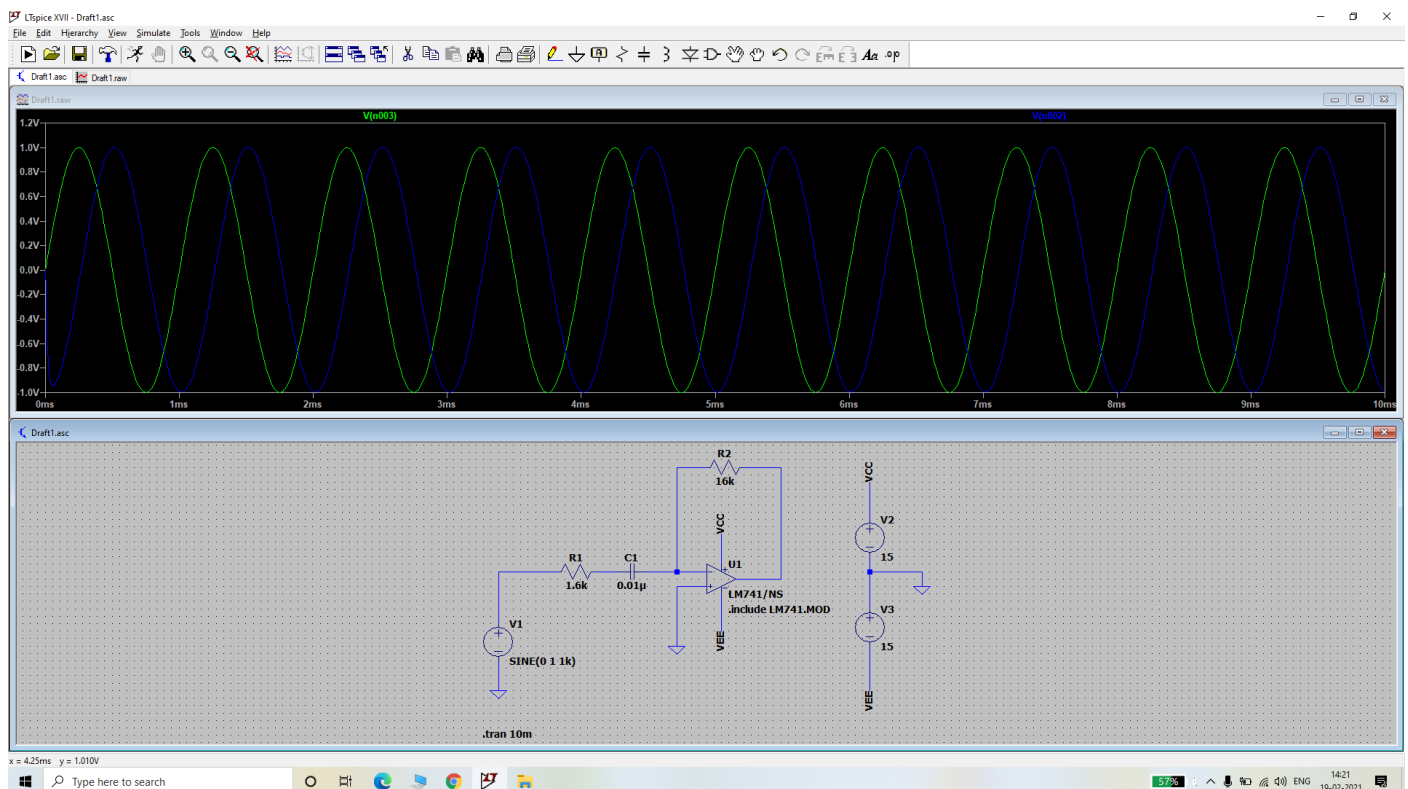 LTspice XVII - Draft1.asc
File Edit Hierarchy View Simulate Tools Window Help
Draft1.asc Draft1.raw
Draft1.raw
V(n003) V(n002)
1.2V
1.0V
0.8V
0.6V
0.4V
0.2V
0.0V
-0.2V
-0.4V
-0.6V
-0.8V
-1.0V
0ms 1ms 2ms 3ms 4ms 5ms 6ms 7ms 8ms 9ms 10ms
Draft1.asc
R2
16k
VCC
VCC
V2
15
R1
1.6k
C1
0.01µ
U1
LM741/NS
.include LM741.MOD
V1
SINE(0 1 1k)
VEE
V3
15
VEE
.tran 10m
x = 4.25ms y = 1.010V
Type here to search
57%
ENG
14:21
19-02-2021